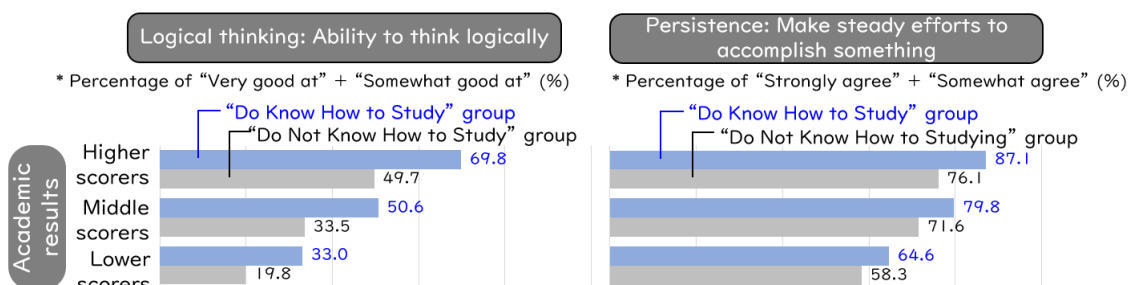 Logical thinking: Ability to think logically
* Percentage of “Very good at” + “Somewhat good at” (%)
“Do Know How to Study” group
“Do Not Know How to Study” group
Persistence: Make steady efforts to
accomplish something
* Percentage of “Strongly agree” + “Somewhat agree” (%)
“Do Know How to Study” group
“Do Not Know How to Studying” group
Academic
results
Higher
scorers
69.8
49.7
87.1
76.1
Middle
scorers
50.6
33.5
79.8
71.6
Lower
scorers
33.0
19.8
64.6
58.3